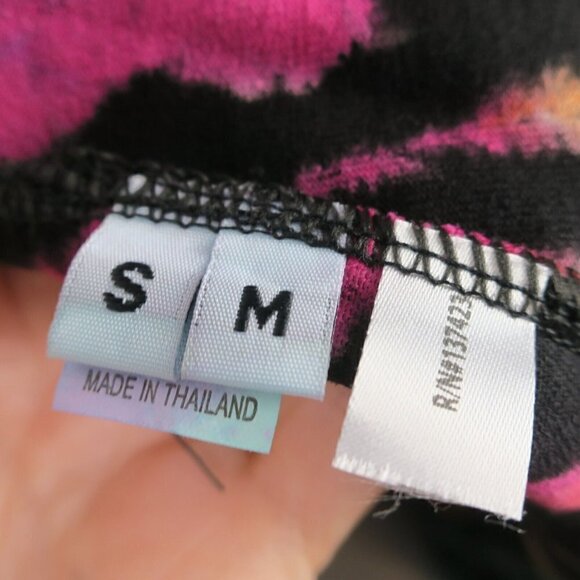 S
M
MADE IN THAILAND
R/N#137423